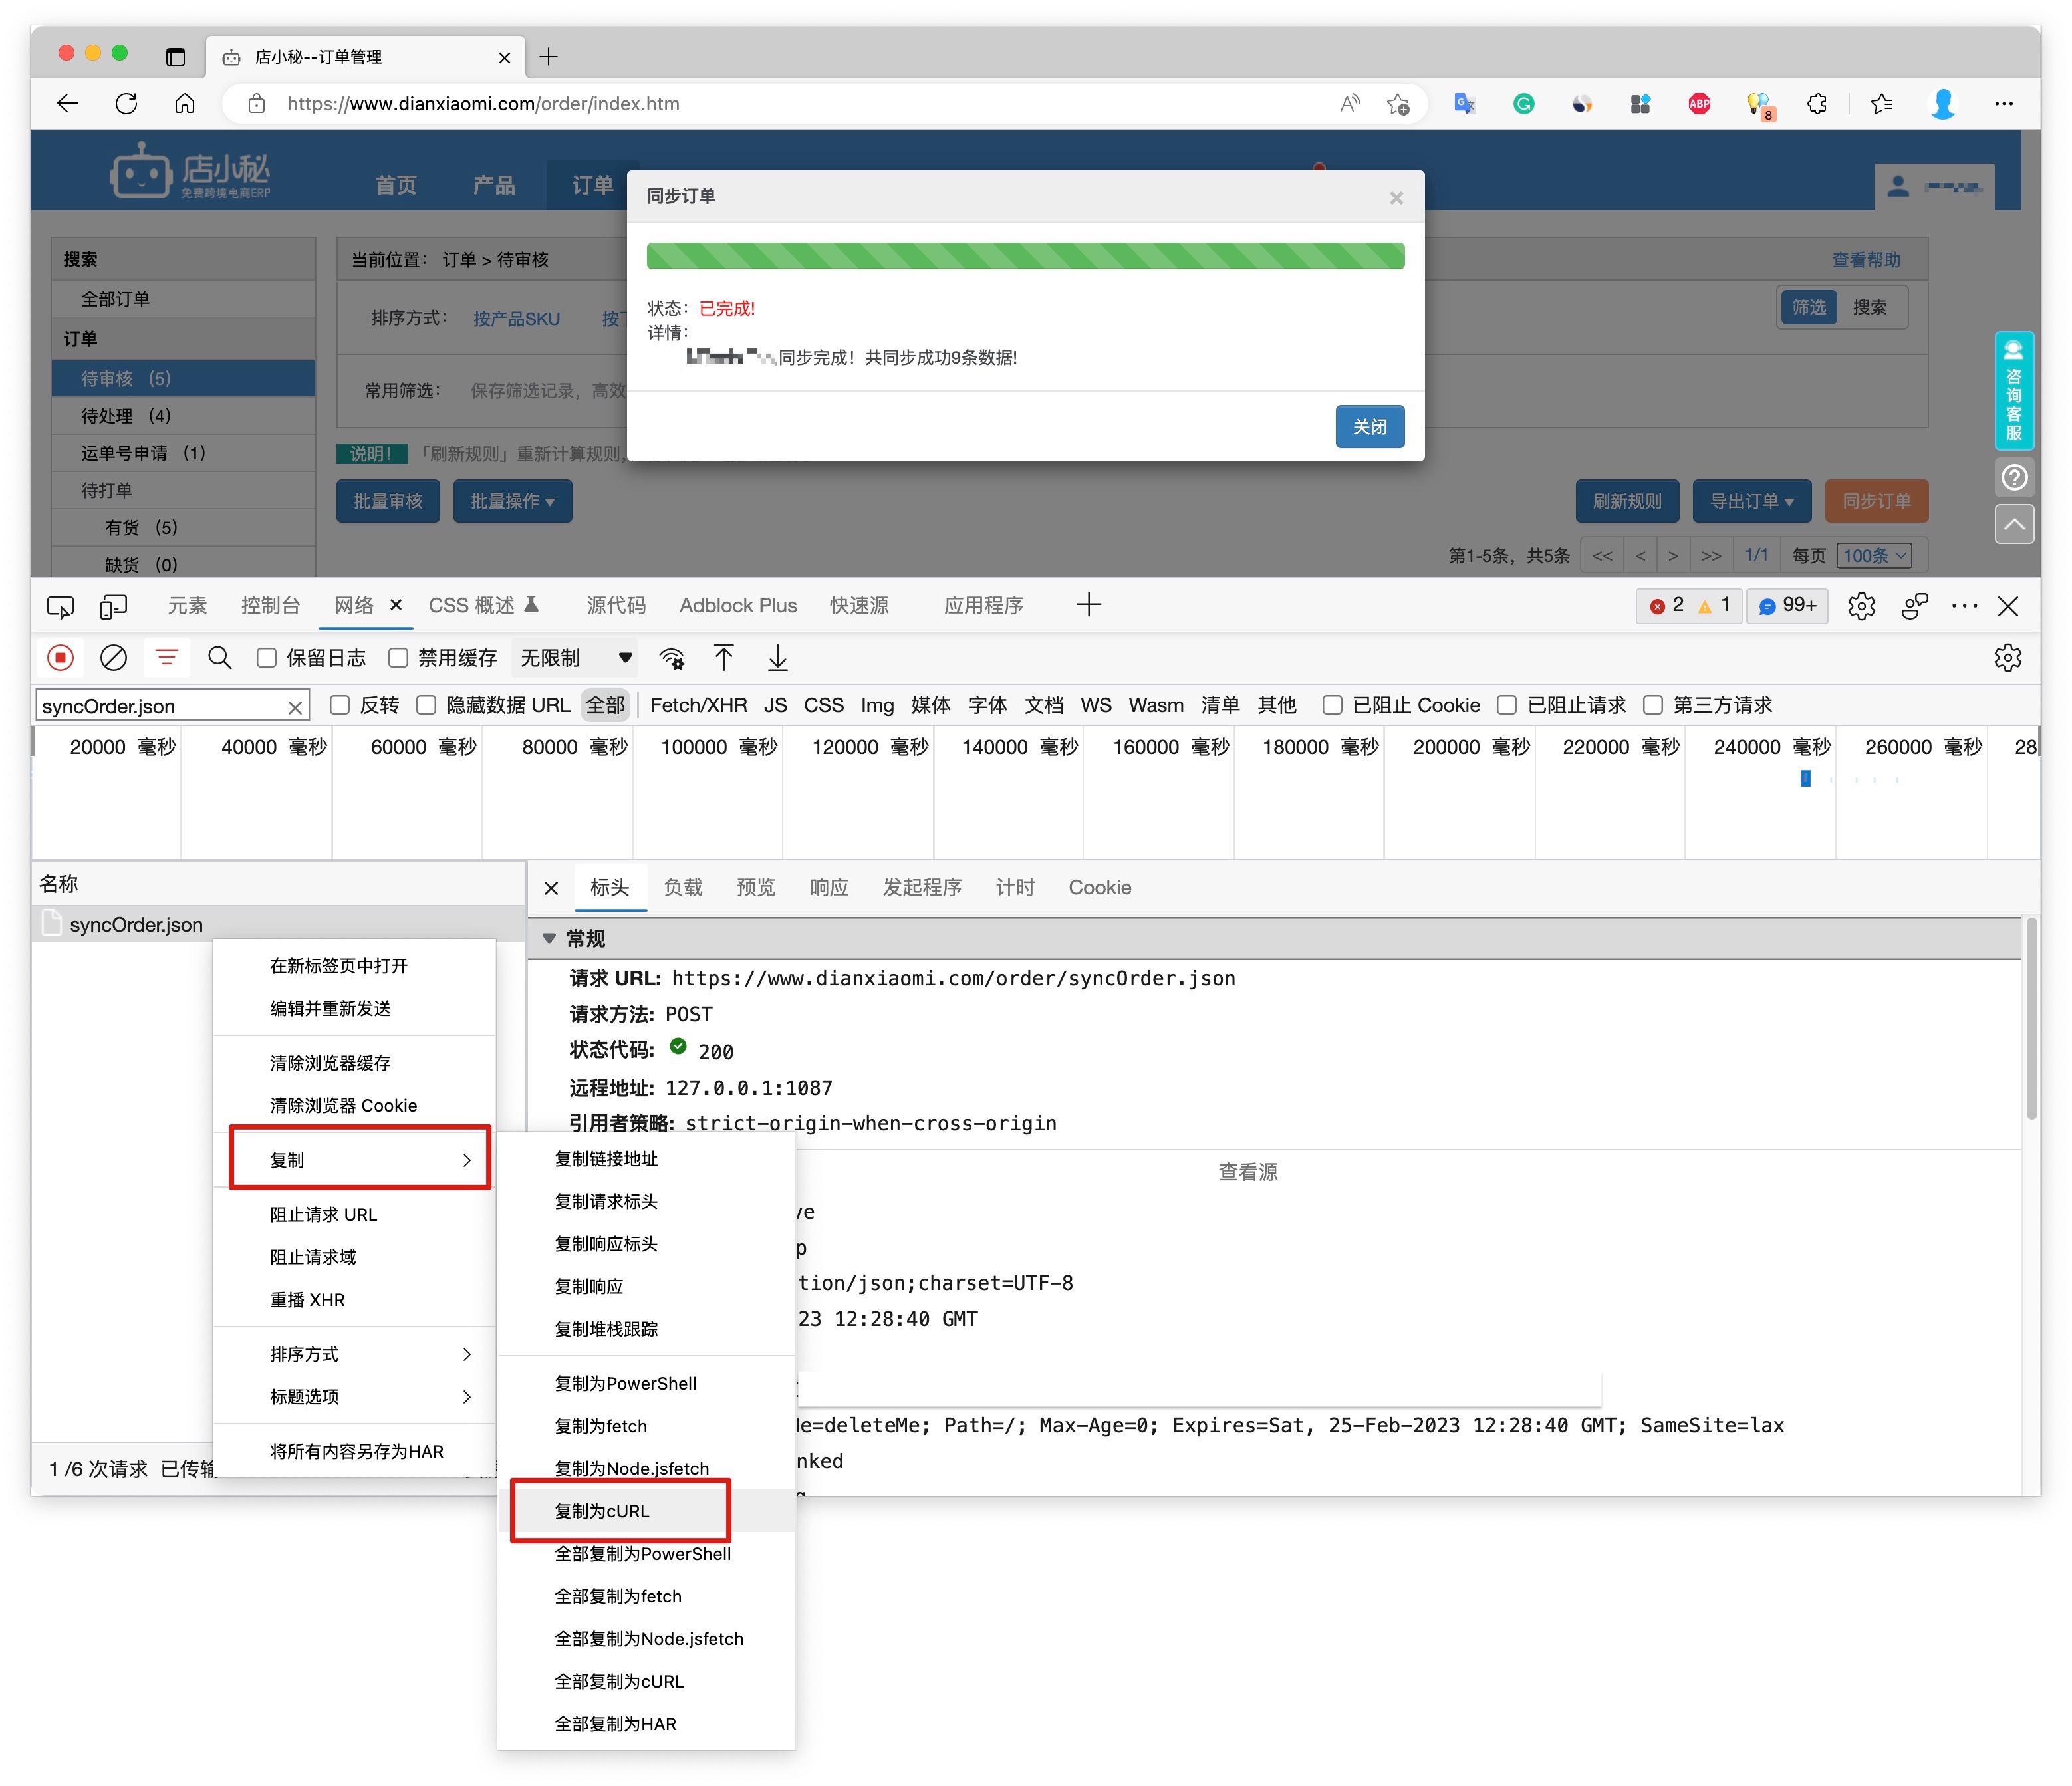 店小秘--订单管理
https://www.dianxiaomi.com/order/index.htm
ABP
8
店小秘
免费跨境电商ERP
首页
产品
订单
同步订单
状态：已完成!
详情：
同步完成！共同步成功9条数据!
关闭
搜索
全部订单
订单
待审核 (5)
待处理 (4)
运单号申请 (1)
待打单
有货 (5)
缺货 (0)
当前位置： 订单 > 待审核
查看帮助
排序方式：
按产品SKU
筛选
搜索
常用筛选：
保存筛选记录，高效
说明！
「刷新规则」重新计算规则，
批量审核
批量操作
刷新规则
导出订单
同步订单
第1-5条，共5条
<<
<
>
>>
1/1
每页
100条
咨询客服
元素
控制台
网络
CSS 概述
源代码
Adblock Plus
快速源
应用程序
2
1
99+
保留日志
禁用缓存
无限制
syncOrder.json
反转
隐藏数据 URL
全部
Fetch/XHR
JS
CSS
Img
媒体
字体
文档
WS
Wasm
清单
其他
已阻止 Cookie
已阻止请求
第三方请求
20000 毫秒
40000 毫秒
60000 毫秒
80000 毫秒
100000 毫秒
120000 毫秒
140000 毫秒
160000 毫秒
180000 毫秒
200000 毫秒
220000 毫秒
240000 毫秒
260000 毫秒
28
名称
syncOrder.json
标头
负载
预览
响应
发起程序
计时
Cookie
常规
请求 URL: https://www.dianxiaomi.com/order/syncOrder.json
请求方法: POST
状态代码: 200
远程地址: 127.0.0.1:1087
引用者策略: strict-origin-when-cross-origin
查看源
ve
p
tion/json;charset=UTF-8
23 12:28:40 GMT
Me=deleteMe; Path=/; Max-Age=0; Expires=Sat, 25-Feb-2023 12:28:40 GMT; SameSite=lax
nked
在新标签页中打开
编辑并重新发送
清除浏览器缓存
清除浏览器 Cookie
复制
阻止请求 URL
阻止请求域
重播 XHR
排序方式
标题选项
将所有内容另存为HAR
1 /6 次请求 已传输
复制链接地址
复制请求标头
复制响应标头
复制响应
复制堆栈跟踪
复制为PowerShell
复制为fetch
复制为Node.jsfetch
复制为cURL
全部复制为PowerShell
全部复制为fetch
全部复制为Node.jsfetch
全部复制为cURL
全部复制为HAR